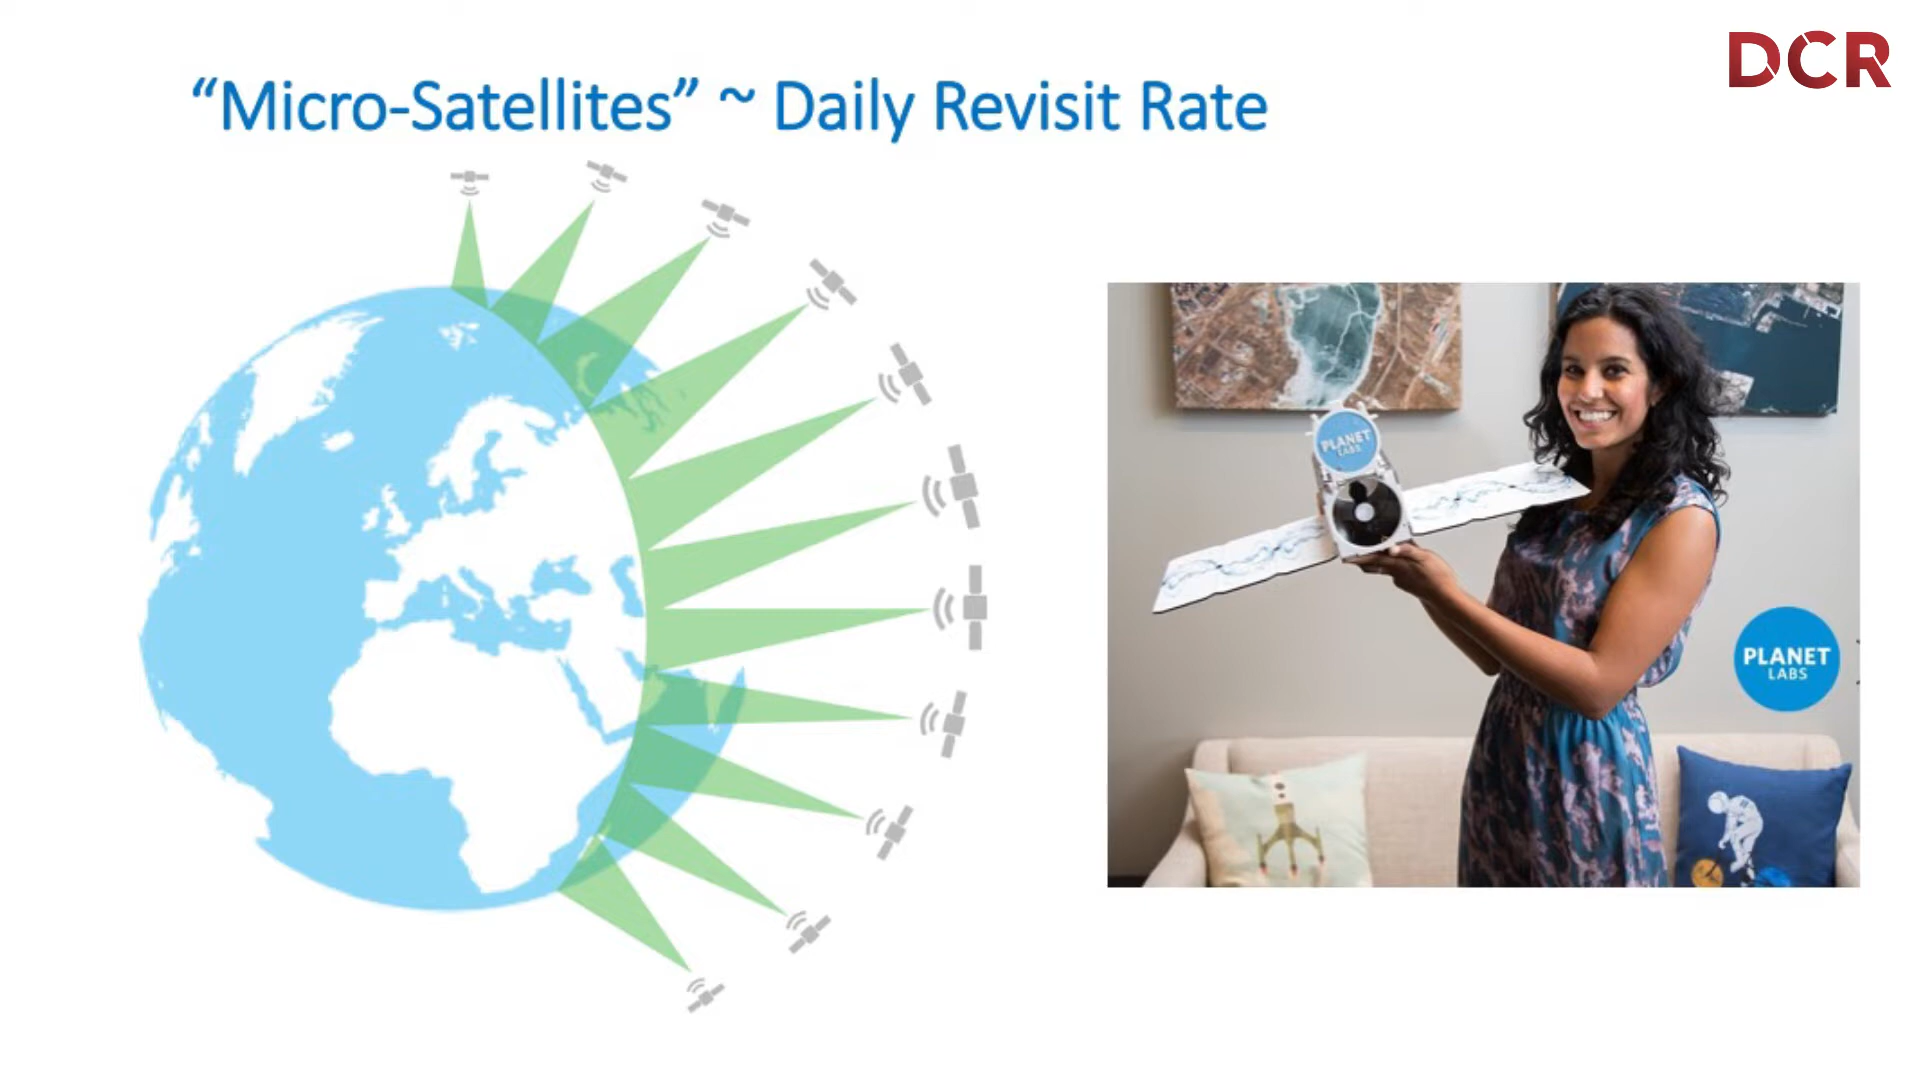 DCR
“Micro-Satellites” ~ Daily Revisit Rate
PLANET
LABS
PLANET
LABS